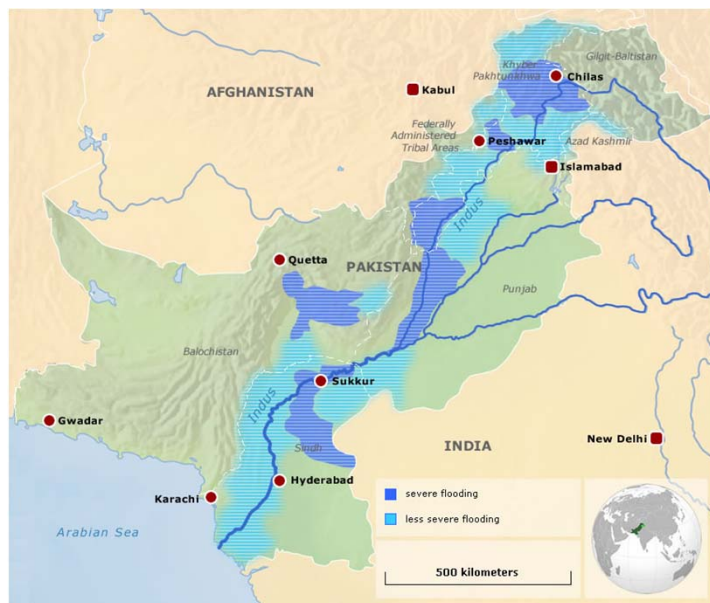 Khyber
Pakhtunkhwa
Gilgit-Baltistan
Chilas
AFGHANISTAN
Kabul
Federally
Administered
Tribal Areas
Peshawar
Azad Kashmir
Islamabad
Indus
Quetta
PAKISTAN
Punjab
Balochistan
Sukkur
Indus
Gwadar
Sindh
INDIA
New Delhi
Hyderabad
Karachi
Arabian Sea
severe flooding
less severe flooding
500 kilometers